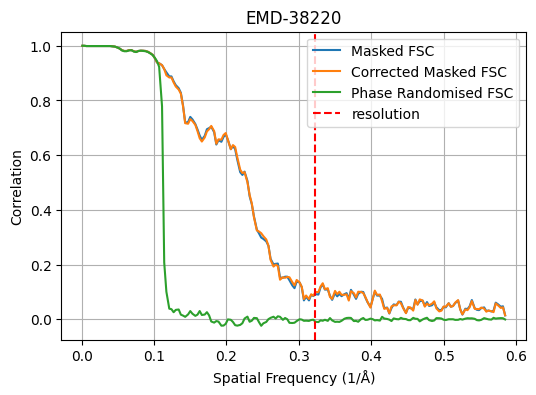 EMD-38220
Masked FSC
Corrected Masked FSC
Phase Randomised FSC
resolution
Correlation
1.0
0.8
0.6
0.4
0.2
0.0
0.0 0.1 0.2 0.3 0.4 0.5 0.6
Spatial Frequency (1/Å)